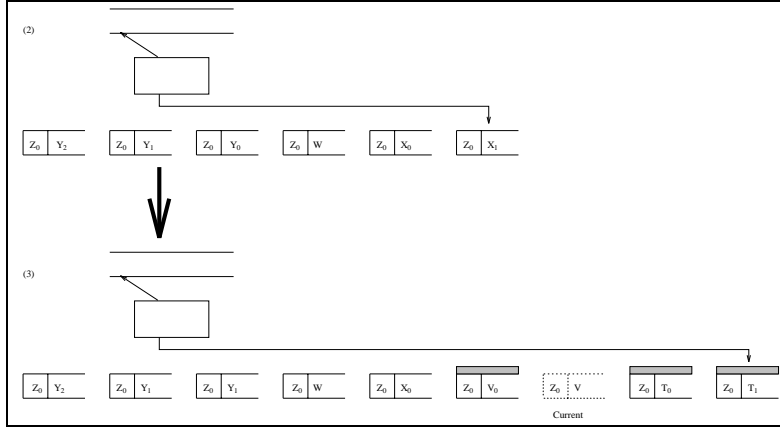 (2)
Z₀ Y₂ Z₀ Y₁ Z₀ Y₀ Z₀ W Z₀ X₀ Z₀ X₁
(3)
Z₀ Y₂ Z₀ Y₁ Z₀ Y₁ Z₀ W Z₀ X₀ Z₀ V₀ Z₀ V Z₀ T₀ Z₀ T₁
Current